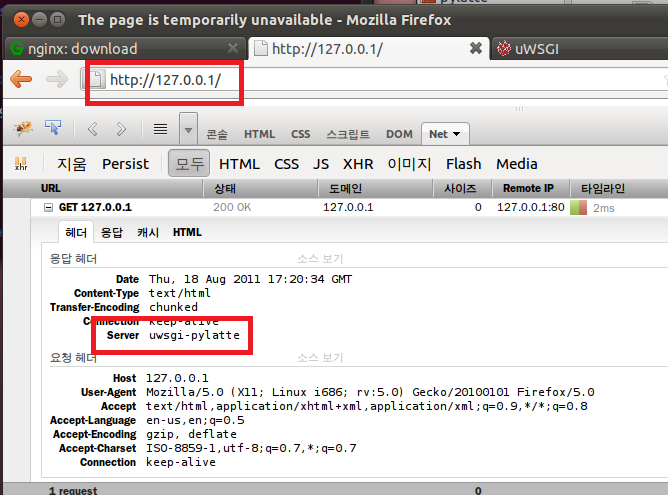 pylatte
The page is temporarily unavailable - Mozilla Firefox
nginx: download http://127.0.0.1/ uWSGI
http://127.0.0.1/
콘솔 HTML CSS 스크립트 DOM Net
xhr 지움 Persist 모두 HTML CSS JS XHR 이미지 Flash Media
URL 상태 도메인 사이즈 Remote IP 타임라인
GET 127.0.0.1 200 OK 127.0.0.1 0 127.0.0.1:80 2ms
헤더 응답 캐시 HTML
응답 헤더 소스 보기
Date Thu, 18 Aug 2011 17:20:34 GMT
Content-Type text/html
Transfer-Encoding chunked
Connection keep-alive
Server uwsgi-pylatte
요청 헤더 소스 보기
Host 127.0.0.1
User-Agent Mozilla/5.0 (X11; Linux i686; rv:5.0) Gecko/20100101 Firefox/5.0
Accept text/html,application/xhtml+xml,application/xml;q=0.9,*/*;q=0.8
Accept-Language en-us,en;q=0.5
Accept-Encoding gzip, deflate
Accept-Charset ISO-8859-1,utf-8;q=0.7,*;q=0.7
Connection keep-alive
1 request 0